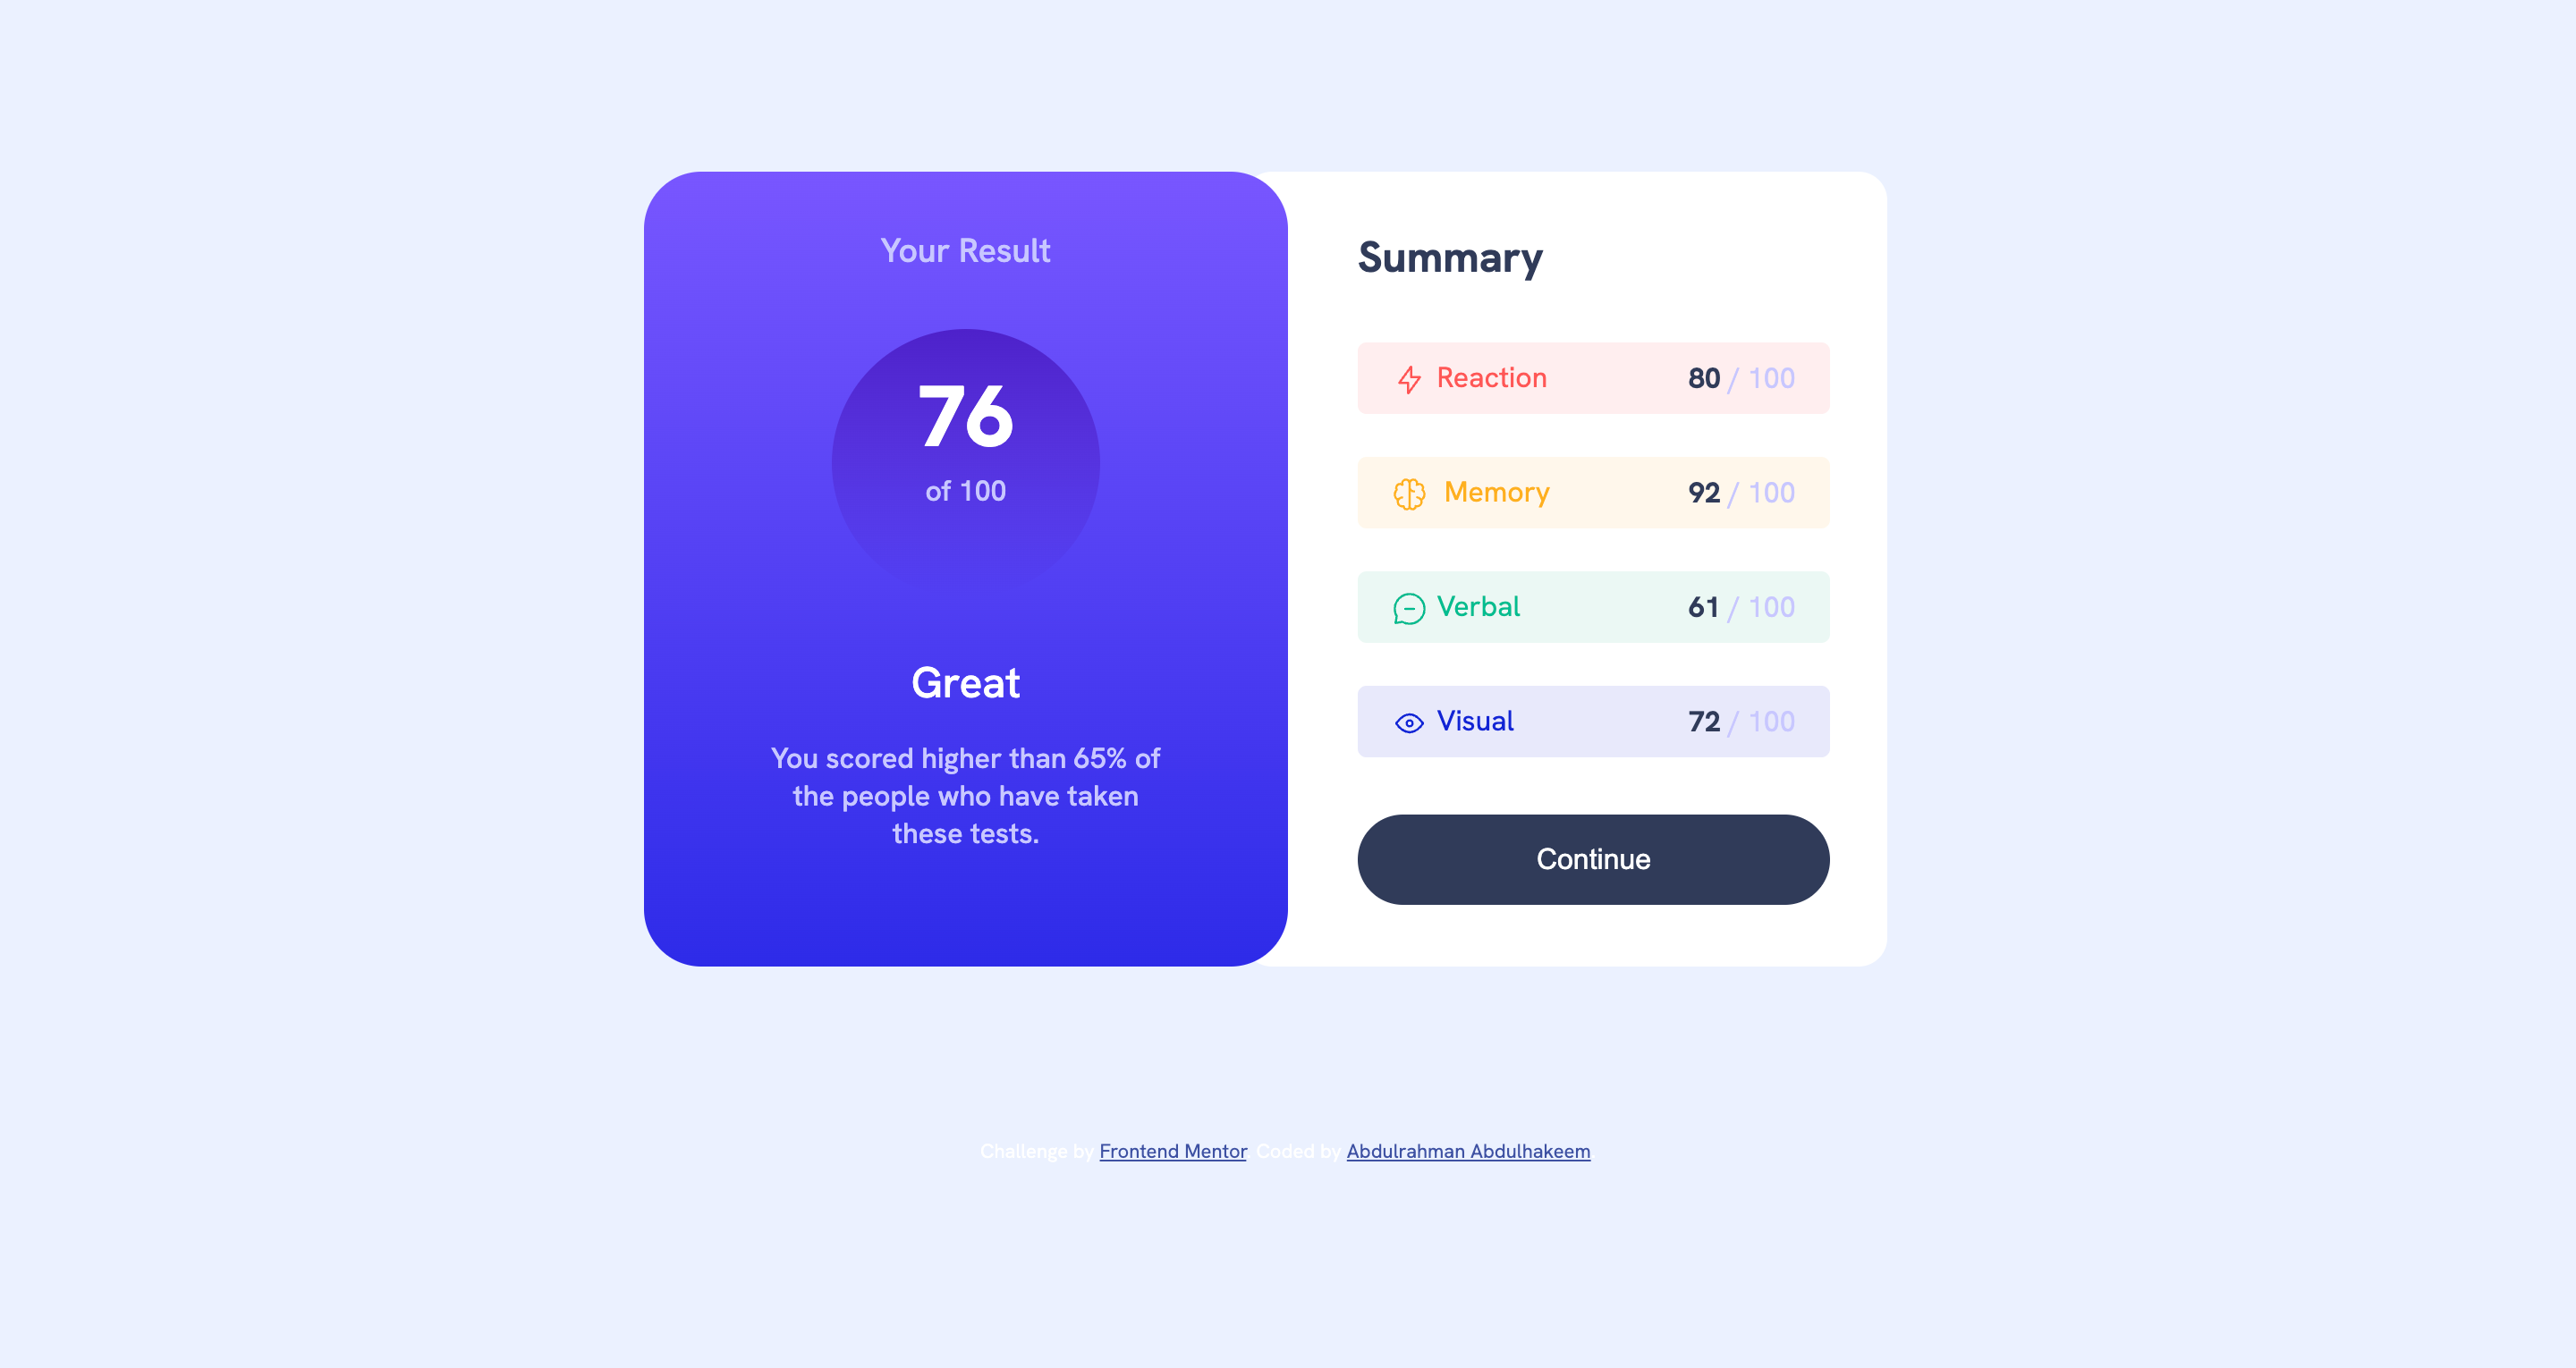 Your Result
76
of 100
Great
You scored higher than 65% of
the people who have taken
these tests.
Summary
Reaction 80 / 100
Memory 92 / 100
Verbal 61 / 100
Visual 72 / 100
Continue
Challenge by Frontend Mentor. Coded by Abdulrahman Abdulhakeem